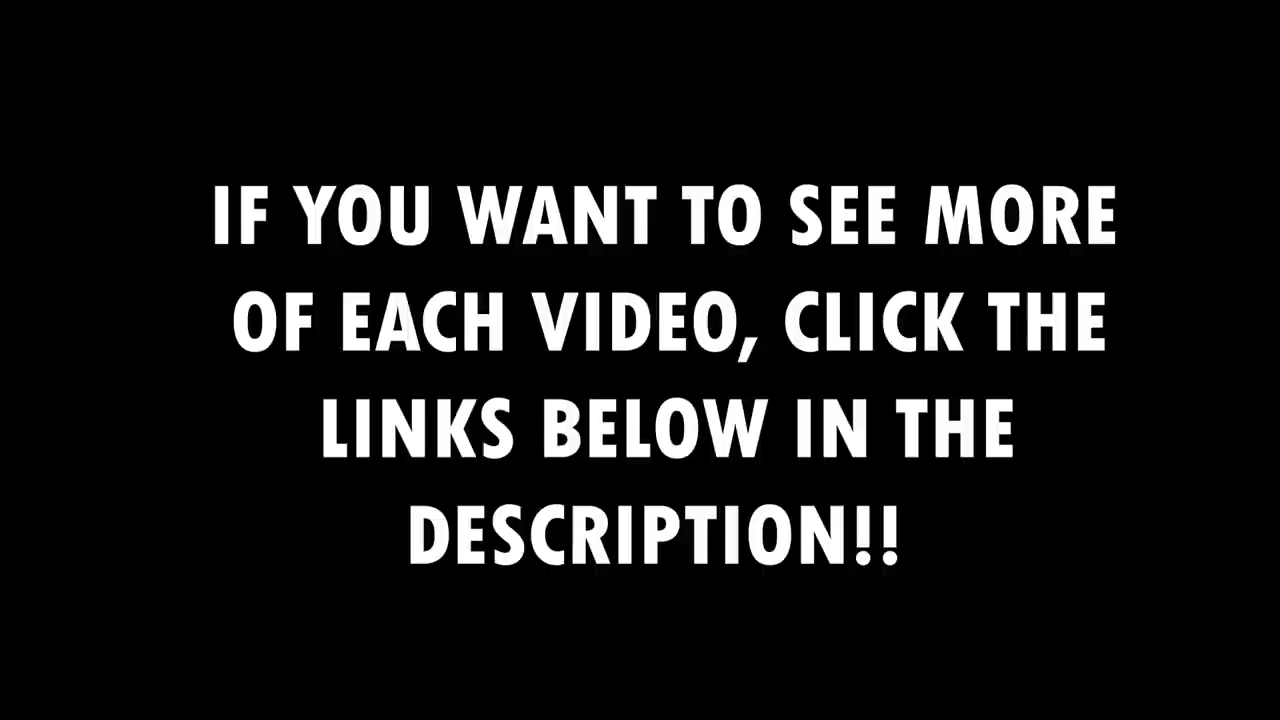 IF YOU WANT TO SEE MORE
OF EACH VIDEO, CLICK THE
LINKS BELOW IN THE
DESCRIPTION!!